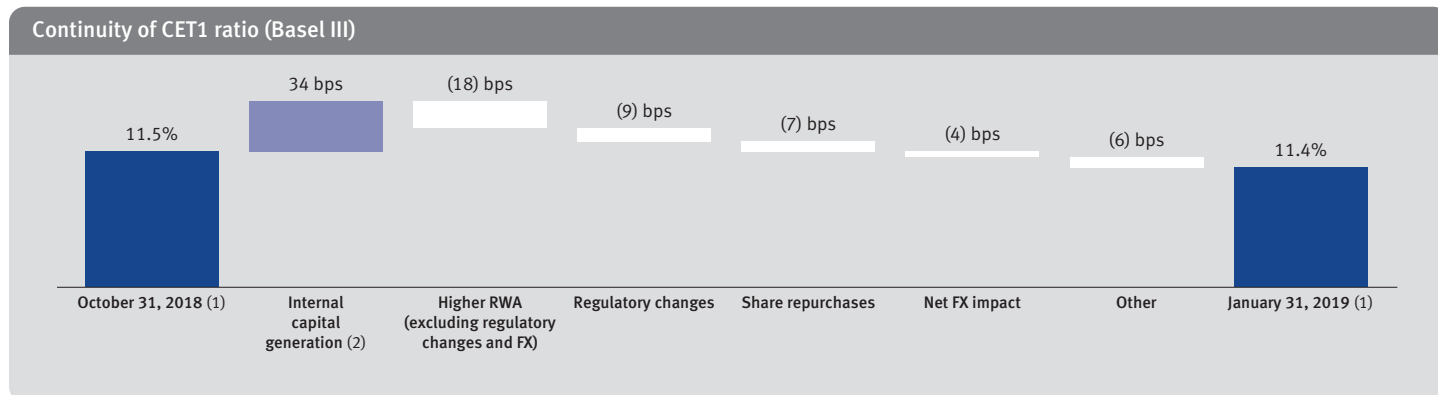 Continuity of CET1 ratio (Basel III)
34 bps
(18) bps
(9) bps
(7) bps
(4) bps
(6) bps
11.5%
11.4%
October 31, 2018 (1)
Internal
capital
generation (2)
Higher RWA
(excluding regulatory
changes and FX)
Regulatory changes
Share repurchases
Net FX impact
Other
January 31, 2019 (1)